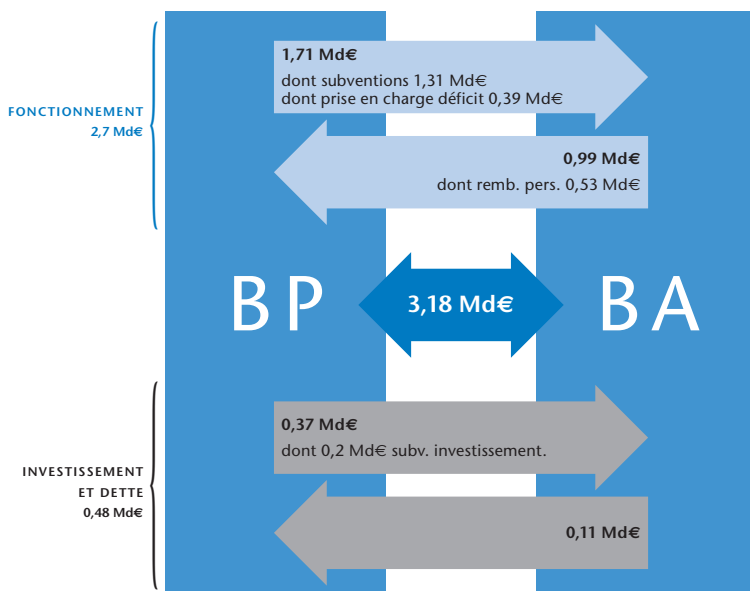 1,71 Md€
dont subventions 1,31 Md€
dont prise en charge déficit 0,39 Md€
FONCTIONNEMENT
2,7 Md€
0,99 Md€
dont remb. pers. 0,53 Md€
BP
3,18 Md€
BA
0,37 Md€
dont 0,2 Md€ subv. investissement.
INVESTISSEMENT
ET DETTE
0,48 Md€
0,11 Md€